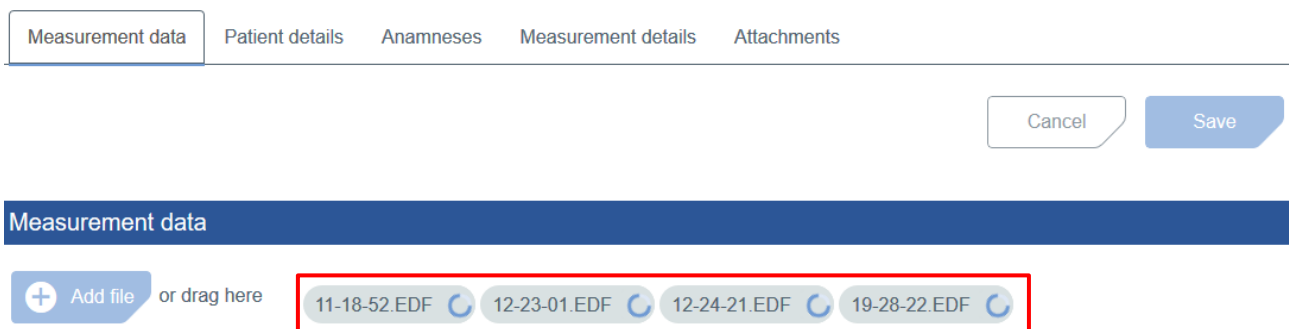 Measurement data Patient details Anamneses Measurement details Attachments
Cancel Save
Measurement data
Add file or drag here 11-18-52.EDF 12-23-01.EDF 12-24-21.EDF 19-28-22.EDF